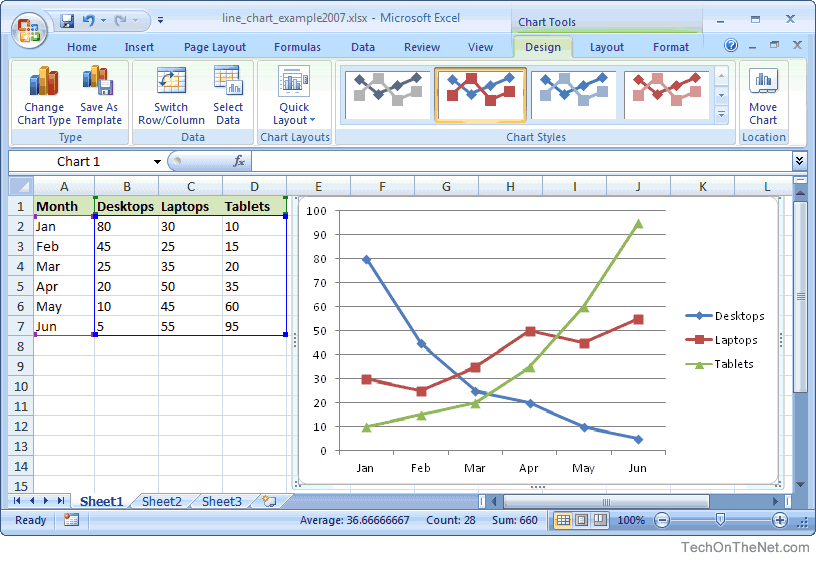 line_chart_example2007.xlsx - Microsoft Excel
Chart Tools
Home Insert Page Layout Formulas Data Review View Design Layout Format
Change Chart Type
Save As Template
Type
Switch Row/Column
Select Data
Data
Quick Layout
Chart Layouts
Chart Styles
Move Chart
Location
Chart 1 fx
A B C D E F G H I J K L
1 Month Desktops Laptops Tablets
2 Jan 80 30 10
3 Feb 45 25 15
4 Mar 25 35 20
5 Apr 20 50 35
6 May 10 45 60
7 Jun 5 55 95
8
9
10
11
12
13
14
15
100
90
80
70
60
50
40
30
20
10
0
Jan Feb Mar Apr May Jun
Desktops
Laptops
Tablets
Sheet1 Sheet2 Sheet3
Ready Average: 36.66666667 Count: 28 Sum: 660 100%
TechOnTheNet.com